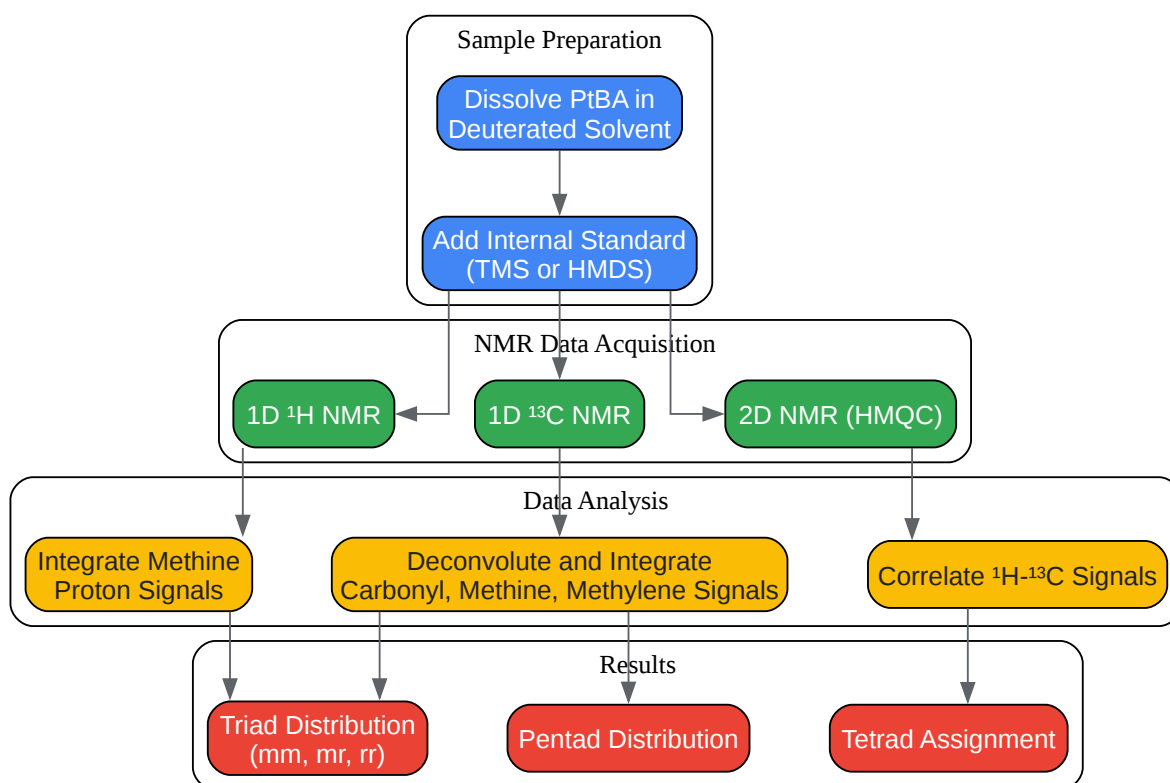 Sample Preparation
Dissolve PtBA in
Deuterated Solvent
Add Internal Standard
(TMS or HMDS)
NMR Data Acquisition
1D ¹H NMR
1D ¹³C NMR
2D NMR (HMQC)
Data Analysis
Integrate Methine
Proton Signals
Deconvolute and Integrate
Carbonyl, Methine, Methylene Signals
Correlate ¹H-¹³C Signals
Results
Triad Distribution
(mm, mr, rr)
Pentad Distribution
Tetrad Assignment